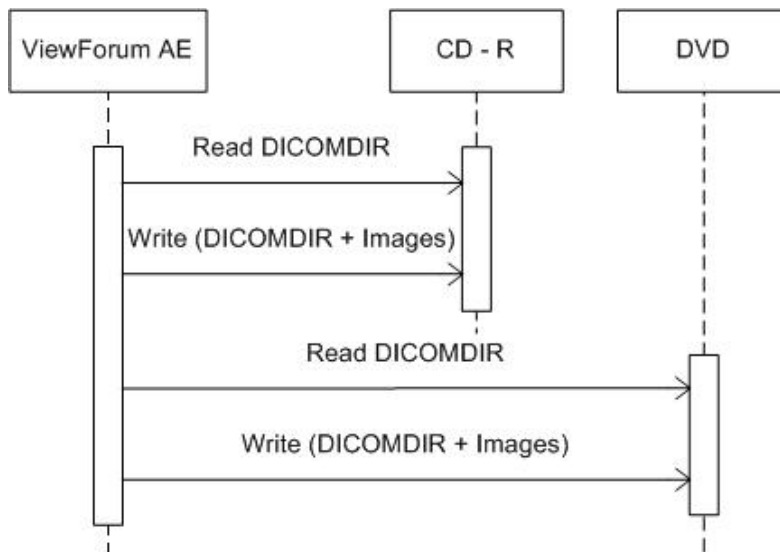 ViewForum AE
CD - R
DVD
Read DICOMDIR
Write (DICOMDIR + Images)
Read DICOMDIR
Write (DICOMDIR + Images)